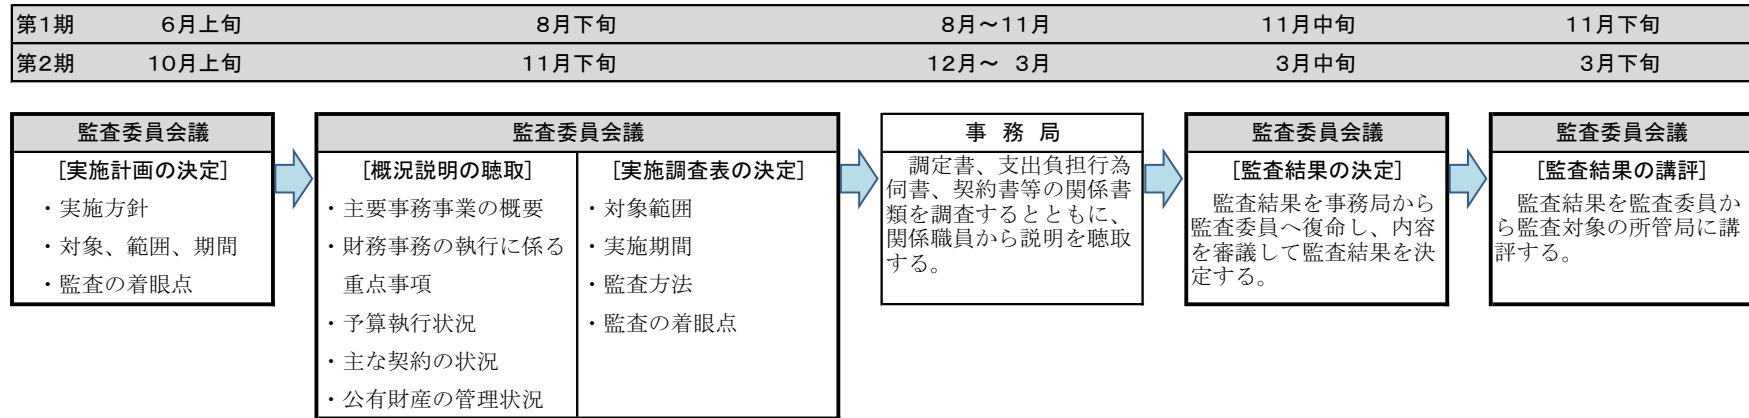 第1期 6月上旬 8月下旬 8月～11月 11月中旬 11月下旬
第2期 10月上旬 11月下旬 12月～ 3月 3月中旬 3月下旬
監査委員会議
[実施計画の決定]
・実施方針
・対象、範囲、期間
・監査の着眼点
監査委員会議
[概況説明の聴取]
・主要事務事業の概要
・財務事務の執行に係る
重点事項
・予算執行状況
・主な契約の状況
・公有財産の管理状況
[実施調査表の決定]
・対象範囲
・実施期間
・監査方法
・監査の着眼点
事 務 局
調定書、支出負担行為
伺書、契約書等の関係書
類を調査するとともに、
関係職員から説明を聴取
する。
監査委員会議
[監査結果の決定]
監査結果を事務局から
監査委員へ復命し、内容
を審議して監査結果を決
定する。
監査委員会議
[監査結果の講評]
監査結果を監査委員か
ら監査対象の所管局に講
評する。